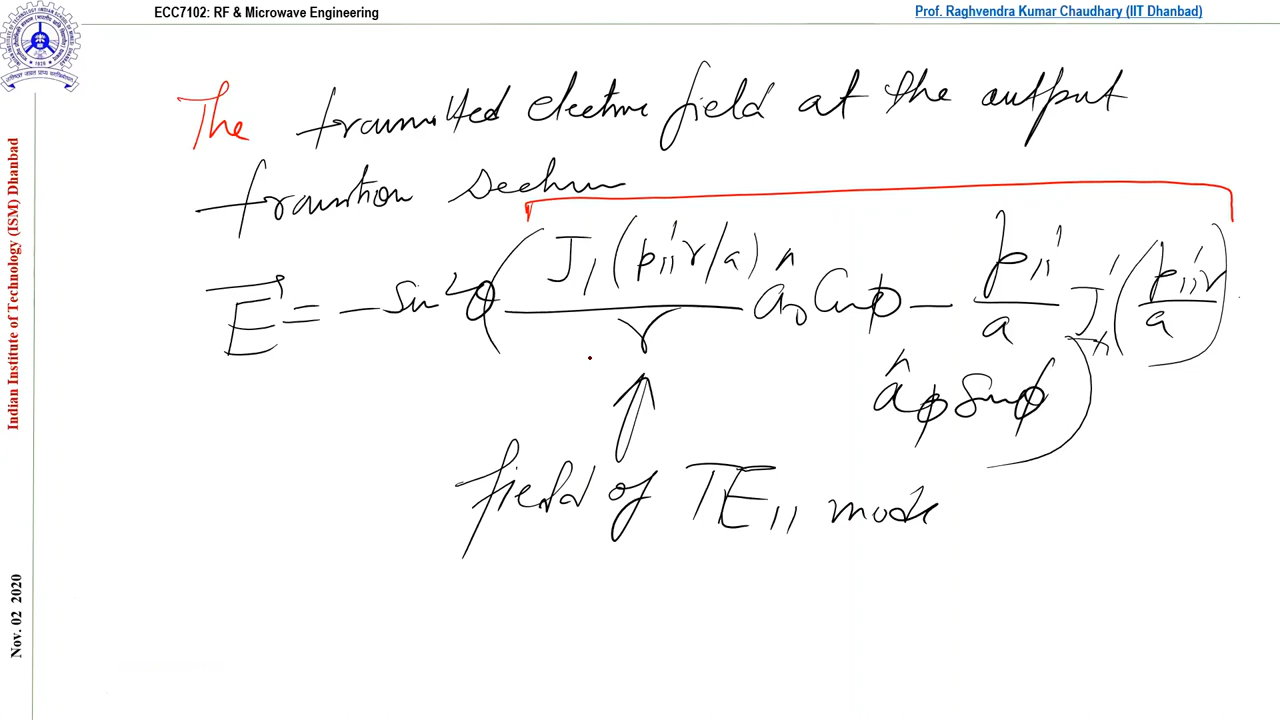 ECC7102: RF & Microwave Engineering
Prof. Raghvendra Kumar Chaudhary (IIT Dhanbad)
The transmitted electric field at the output
transition section
E⃗ = - Sin²θ ( J₁(p₁₁′r/a)/r âᵣ Cosϕ - p₁₁′/a J₁′(p₁₁′r/a)
â_ϕ Sinϕ )
field of TE₁₁ mode
Indian Institute of Technology (ISM) Dhanbad
Nov. 02 2020